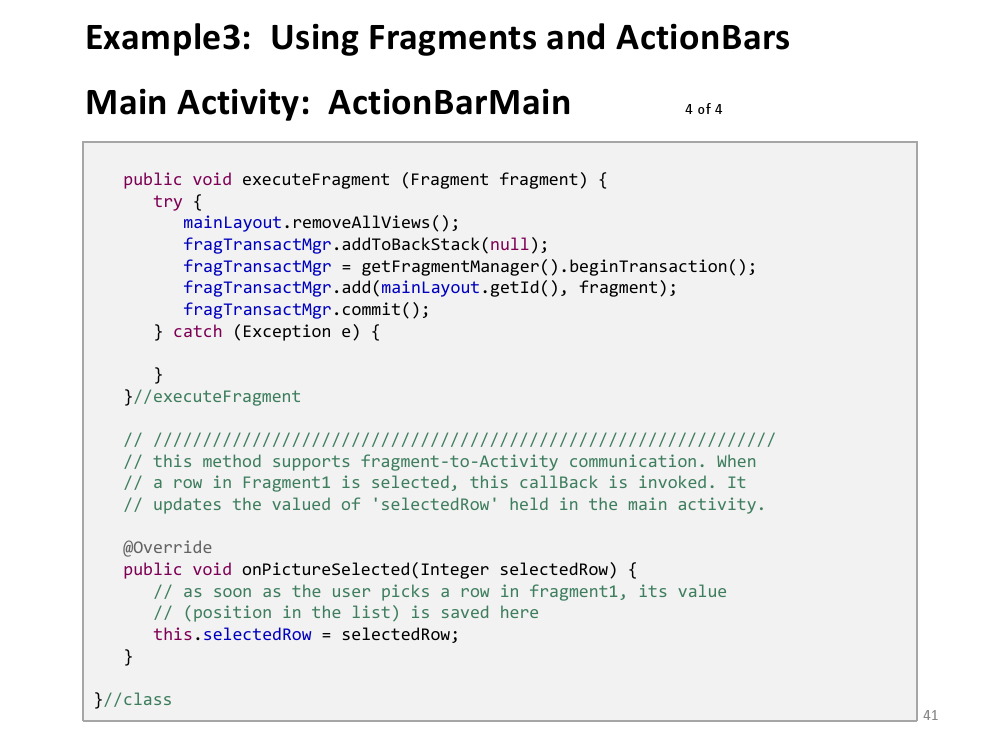 Example3: Using Fragments and ActionBars
Main Activity: ActionBarMain 4 of 4
public void executeFragment (Fragment fragment) {
try {
mainLayout.removeAllViews();
fragTransactMgr.addToBackStack(null);
fragTransactMgr = getFragmentManager().beginTransaction();
fragTransactMgr.add(mainLayout.getId(), fragment);
fragTransactMgr.commit();
} catch (Exception e) {
}
}//executeFragment
// ///////////////////////////////////////////////////////////////
// this method supports fragment-to-Activity communication. When
// a row in Fragment1 is selected, this callBack is invoked. It
// updates the valued of 'selectedRow' held in the main activity.
@Override
public void onPictureSelected(Integer selectedRow) {
// as soon as the user picks a row in fragment1, its value
// (position in the list) is saved here
this.selectedRow = selectedRow;
}
}//class
41